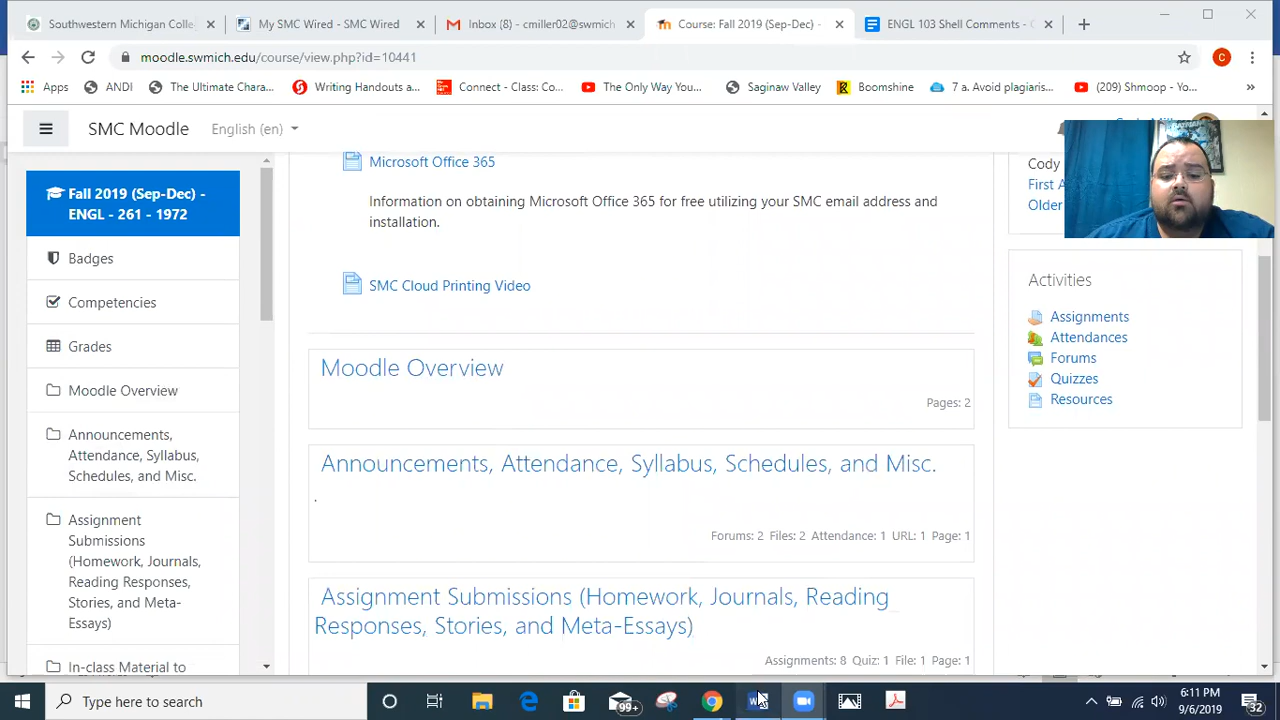 Southwestern Michigan Colle
My SMC Wired - SMC Wired
Inbox (8) - cmiller02@swmich
Course: Fall 2019 (Sep-Dec) -
ENGL 103 Shell Comments - G
moodle.swmich.edu/course/view.php?id=10441
C
Apps
ANDI
The Ultimate Chara...
Writing Handouts a...
Connect - Class: Co...
The Only Way You...
Saginaw Valley
Boomshine
7 a. Avoid plagiaris...
(209) Shmoop - Yo...
»
SMC Moodle
English (en)
Fall 2019 (Sep-Dec) -
ENGL - 261 - 1972
Badges
Competencies
Grades
Moodle Overview
Announcements,
Attendance, Syllabus,
Schedules, and Misc.
Assignment
Submissions
(Homework, Journals,
Reading Responses,
Stories, and Meta-
Essays)
In-class Material to
Microsoft Office 365
Information on obtaining Microsoft Office 365 for free utilizing your SMC email address and
installation.
SMC Cloud Printing Video
Moodle Overview
Pages: 2
Announcements, Attendance, Syllabus, Schedules, and Misc.
.
Forums: 2 Files: 2 Attendance: 1 URL: 1 Page: 1
Assignment Submissions (Homework, Journals, Reading
Responses, Stories, and Meta-Essays)
Assignments: 8 Quiz: 1 File: 1 Page: 1
Cody
First A
Older
Activities
Assignments
Attendances
Forums
Quizzes
Resources
Type here to search
99+
6:11 PM
9/6/2019
32